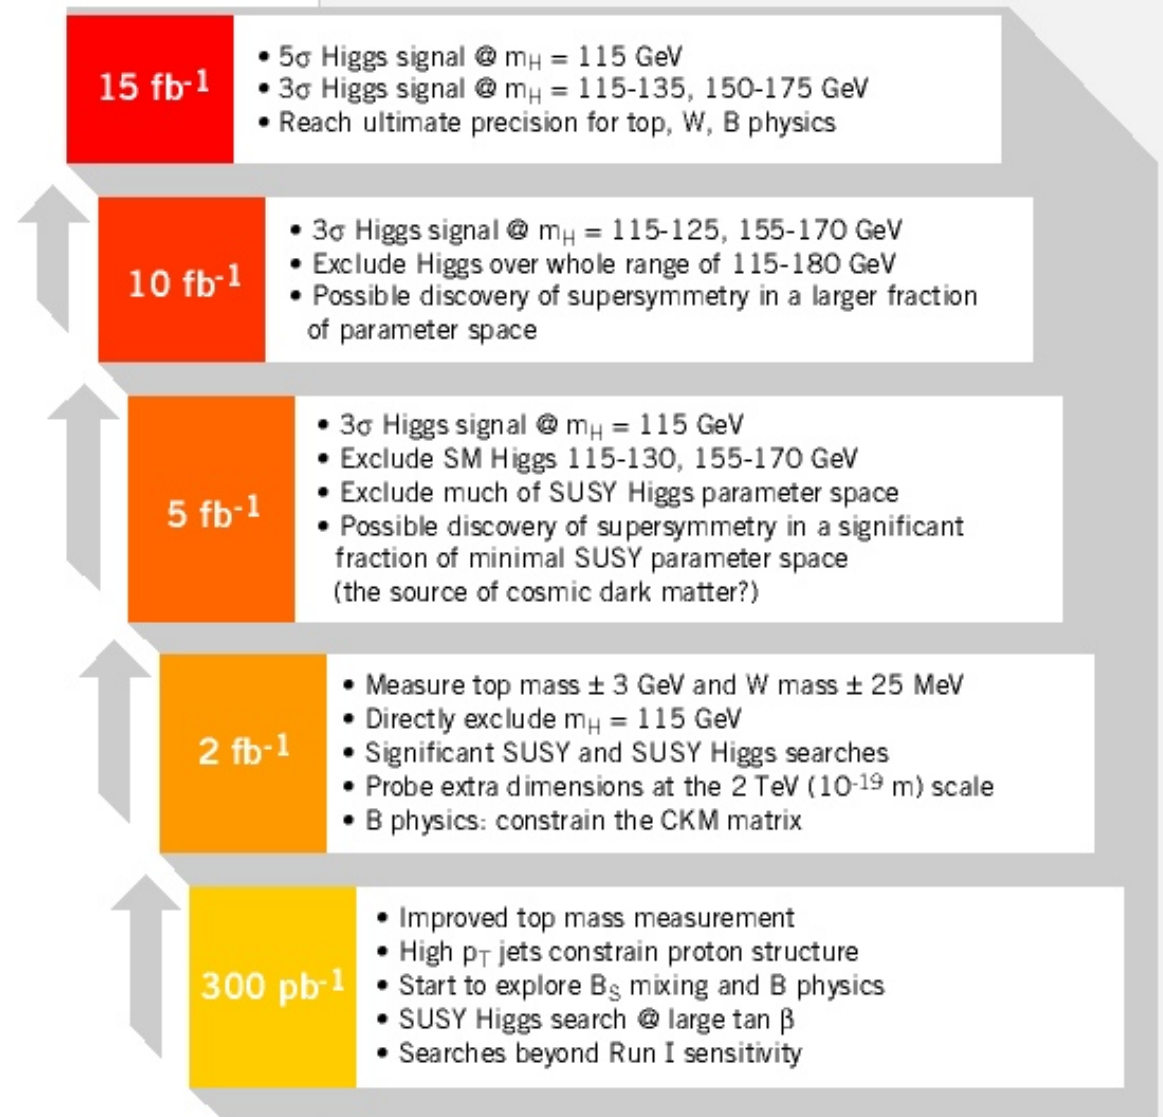 15 fb-1
• 5σ Higgs signal @ mH = 115 GeV
• 3σ Higgs signal @ mH = 115-135, 150-175 GeV
• Reach ultimate precision for top, W, B physics
10 fb-1
• 3σ Higgs signal @ mH = 115-125, 155-170 GeV
• Exclude Higgs over whole range of 115-180 GeV
• Possible discovery of supersymmetry in a larger fraction
of parameter space
5 fb-1
• 3σ Higgs signal @ mH = 115 GeV
• Exclude SM Higgs 115-130, 155-170 GeV
• Exclude much of SUSY Higgs parameter space
• Possible discovery of supersymmetry in a significant
fraction of minimal SUSY parameter space
(the source of cosmic dark matter?)
2 fb-1
• Measure top mass ± 3 GeV and W mass ± 25 MeV
• Directly exclude mH = 115 GeV
• Significant SUSY and SUSY Higgs searches
• Probe extra dimensions at the 2 TeV (10-19 m) scale
• B physics: constrain the CKM matrix
300 pb-1
• Improved top mass measurement
• High pT jets constrain proton structure
• Start to explore BS mixing and B physics
• SUSY Higgs search @ large tan β
• Searches beyond Run I sensitivity